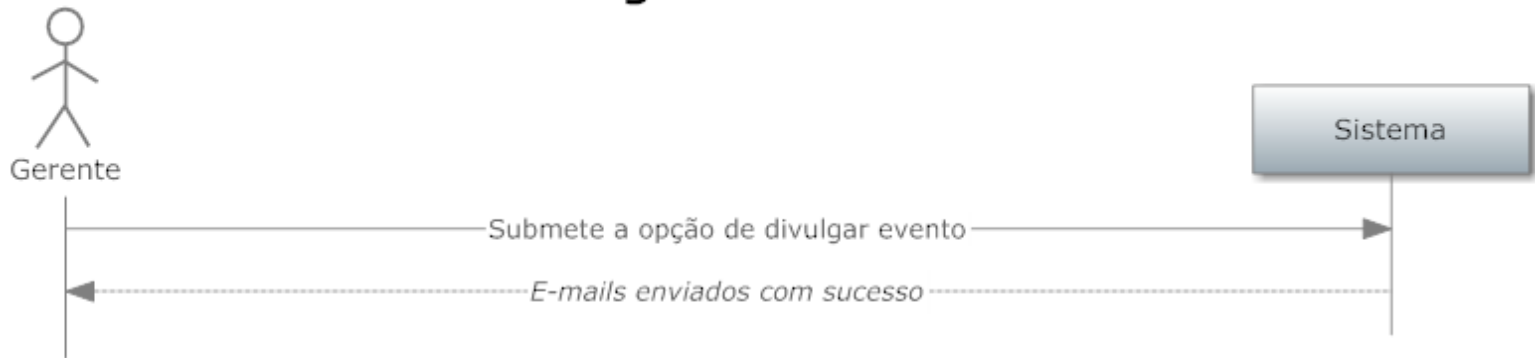 Gerente
Sistema
Submete a opção de divulgar evento
E-mails enviados com sucesso